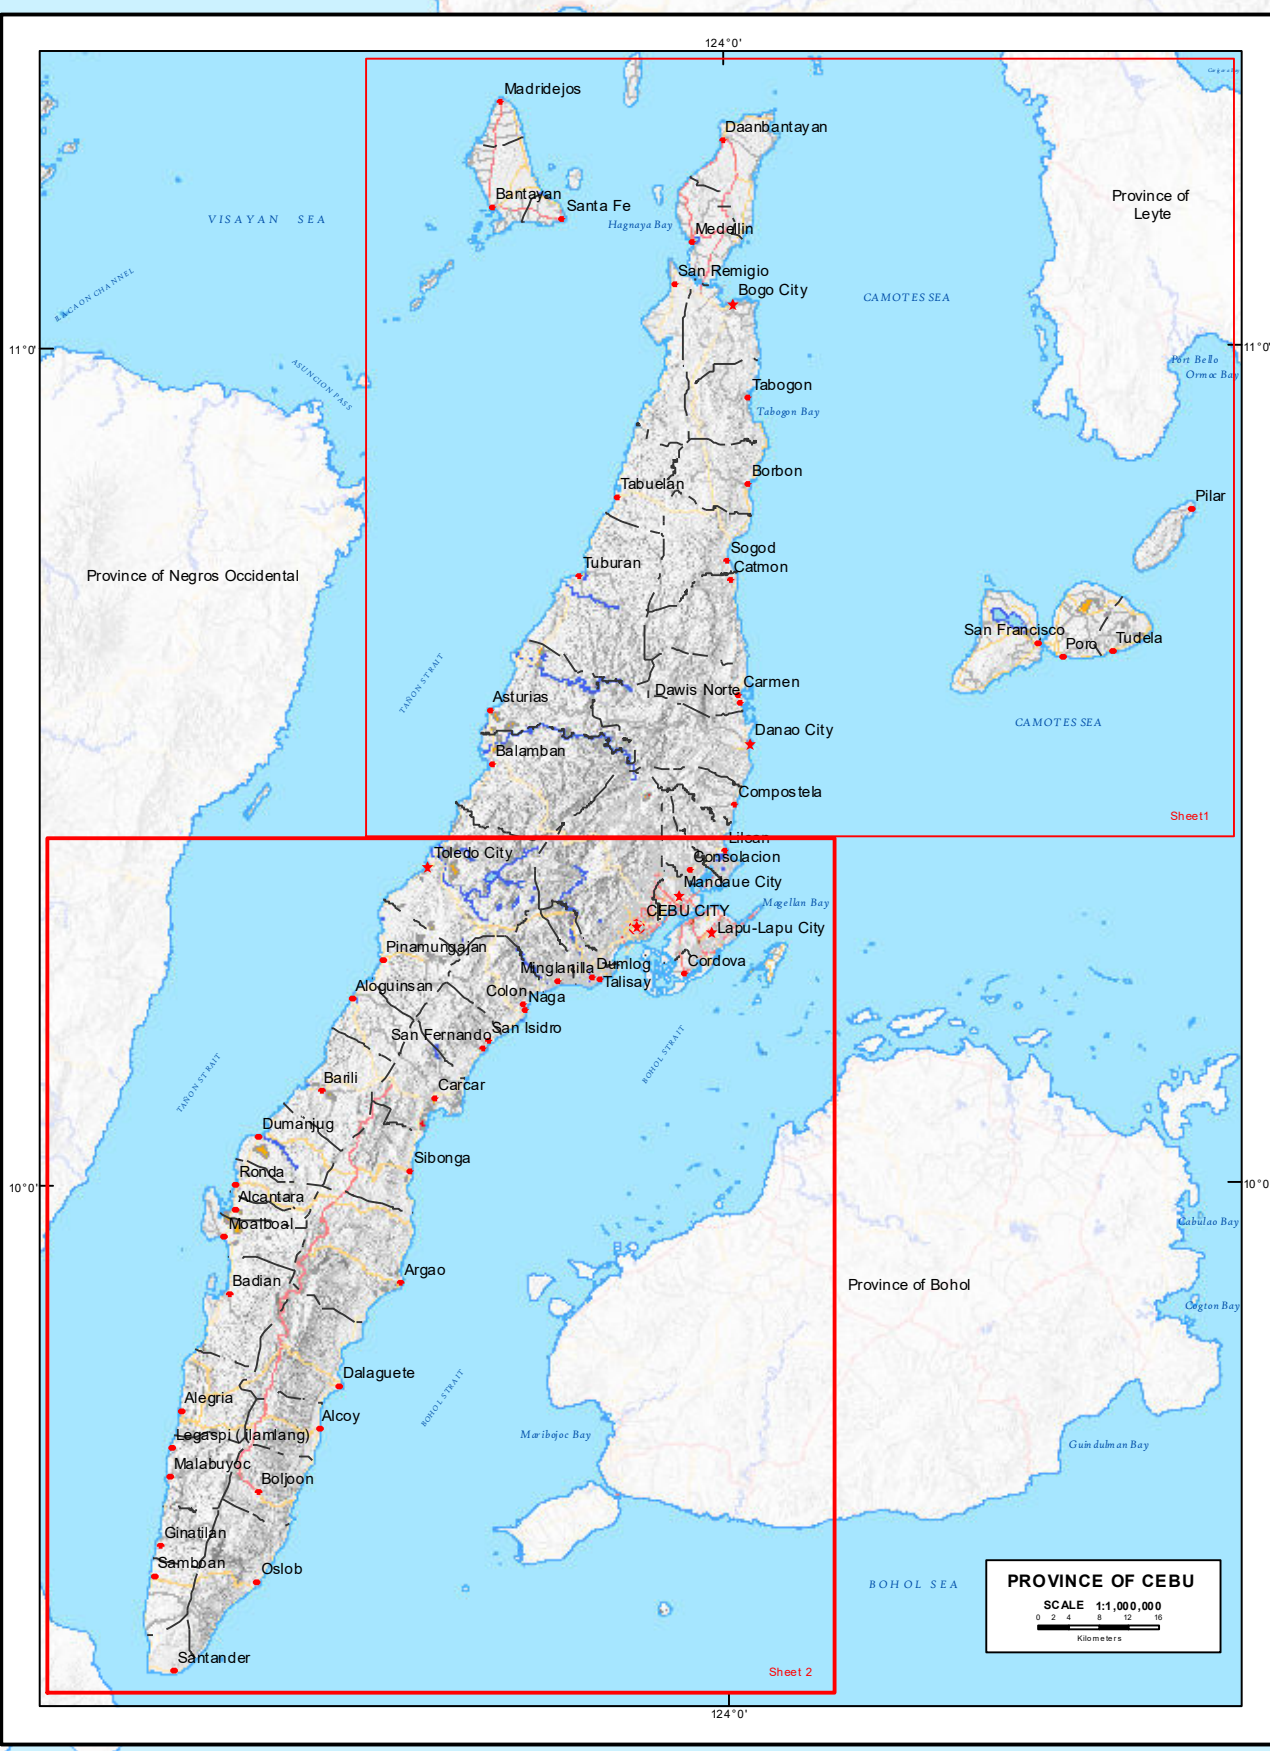 124°0'
Madridejos
Daanbantayan
Province of
Leyte
Bantayan
Santa Fe
VISAYAN SEA
Hagnaya Bay
Medellin
San Remigio
Bogo City
CAMOTES SEA
11°0'
11°0'
ASUNCION PASS
Port Bello
Ormoc Bay
Tabogon
Tabogon Bay
Borbon
Tabuelan
Pilar
Sogod
Catmon
Tuburan
Province of Negros Occidental
San Francisco
Poro
Tudela
TAÑON STRAIT
Carmen
Dawis Norte
Asturias
CAMOTES SEA
Danao City
Balamban
Compostela
Sheet1
Liloan
Toledo City
Consolacion
Mandaue City
Magellan Bay
CEBU CITY
Lapu-Lapu City
Pinamungajan
Cordova
Dumlog
Minglanilla
Talisay
Aloguinsan
Colon
Naga
San Isidro
San Fernando
BOHOL STRAIT
TAÑON STRAIT
Barili
Carcar
Dumanjug
Sibonga
Ronda
10°0'
10°0'
Alcantara
Moalboal
Cabulao Bay
Argao
Badian
Province of Bohol
Cogton Bay
Dalaguete
BOHOL STRAIT
Alegria
Alcoy
Legaspi (Ilamlang)
Maribojoc Bay
Guindulman Bay
Malabuyoc
Boljoon
Ginatilan
Samboan
Oslob
BOHOL SEA
PROVINCE OF CEBU
SCALE 1:1,000,000
0 2 4 8 12 16
Kilometers
Santander
Sheet 2
124°0'